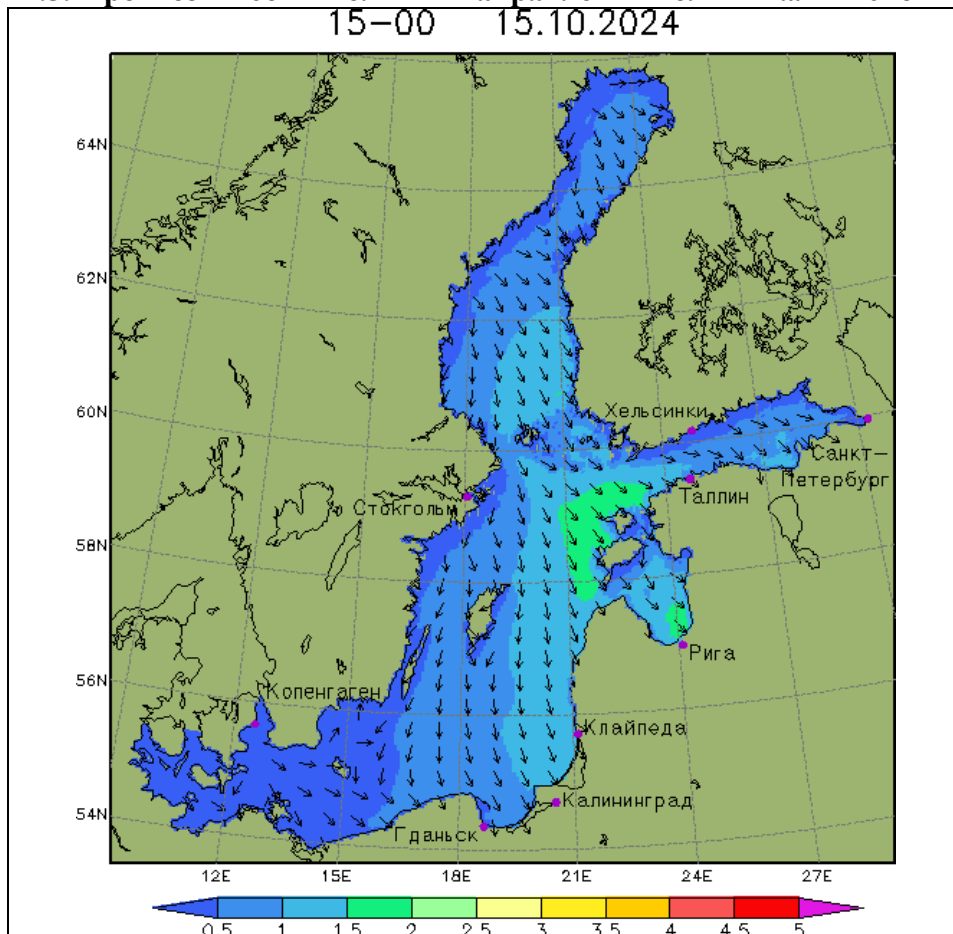 15-00 15.10.2024
64N
62N
60N
Хельсинки
Санкт-
Петербург
Таллин
Стокгольм
58N
Рига
56N
Копенгаген
Клайпеда
Калининград
54N
Гданьск
12E 15E 18E 21E 24E 27E
0.5 1 1.5 2 2.5 3 3.5 4 4.5 5